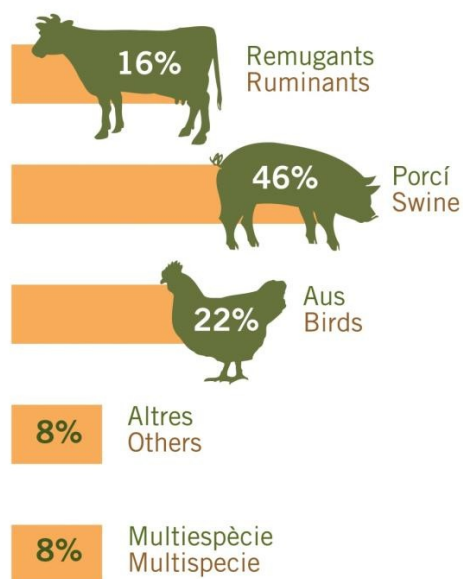 16%
Remugants
Ruminants
46%
Porcí
Swine
22%
Aus
Birds
8%
Altres
Others
8%
Multiespècie
Multispecie